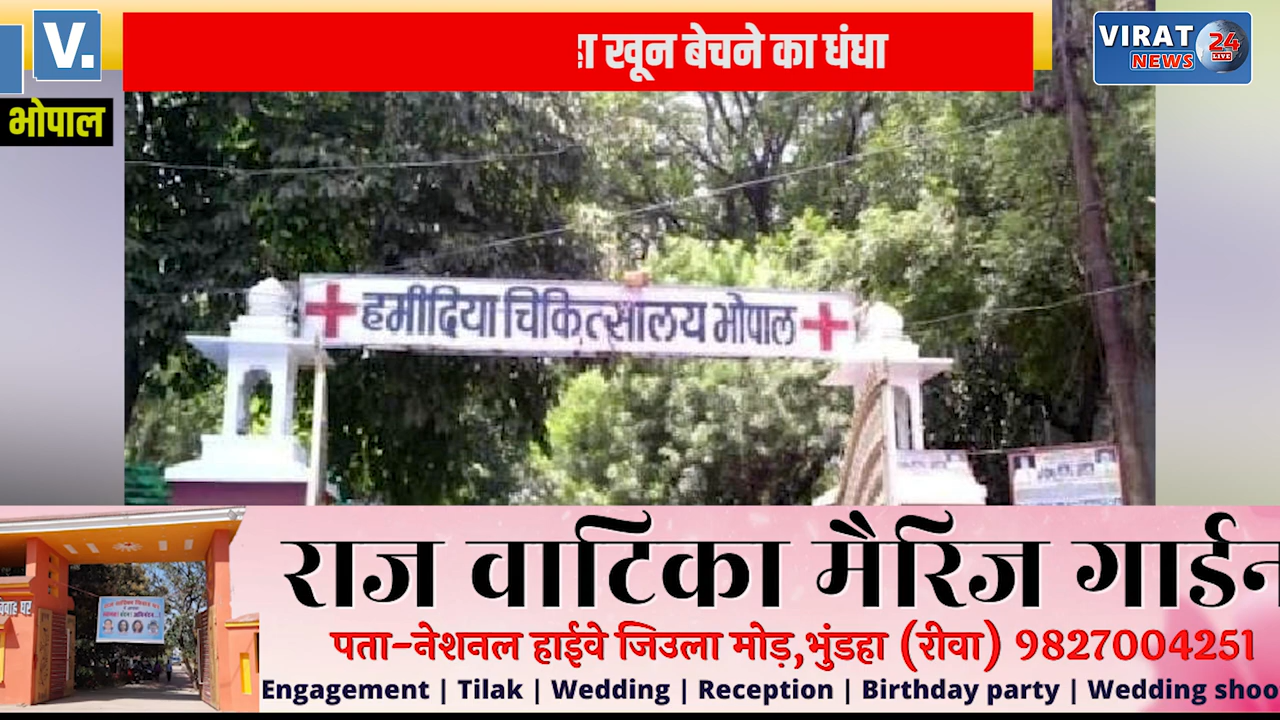 V.
खून बेचने का धंधा
VIRAT
24
NEWS
LIVE
भोपाल
हमीदिया चिकित्सालय भोपाल
राज वाटिका मैरिज गार्डन
पता-नेशनल हाईवे जिउला मोड़,भुंडहा (रीवा) 9827004251
Engagement | Tilak | Wedding | Reception | Birthday party | Wedding shoo